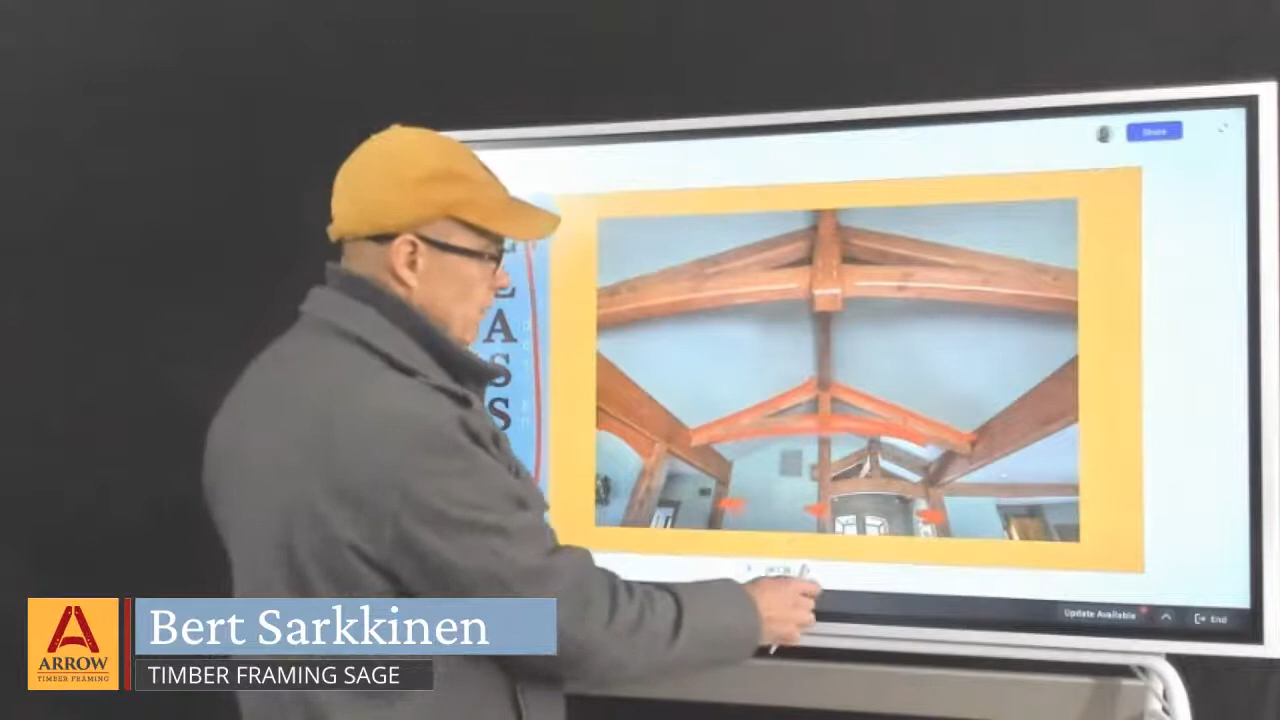 Share
A
S
S
Update Available
End
Bert Sarkkinen
TIMBER FRAMING SAGE
ARROW
TIMBER FRAMING